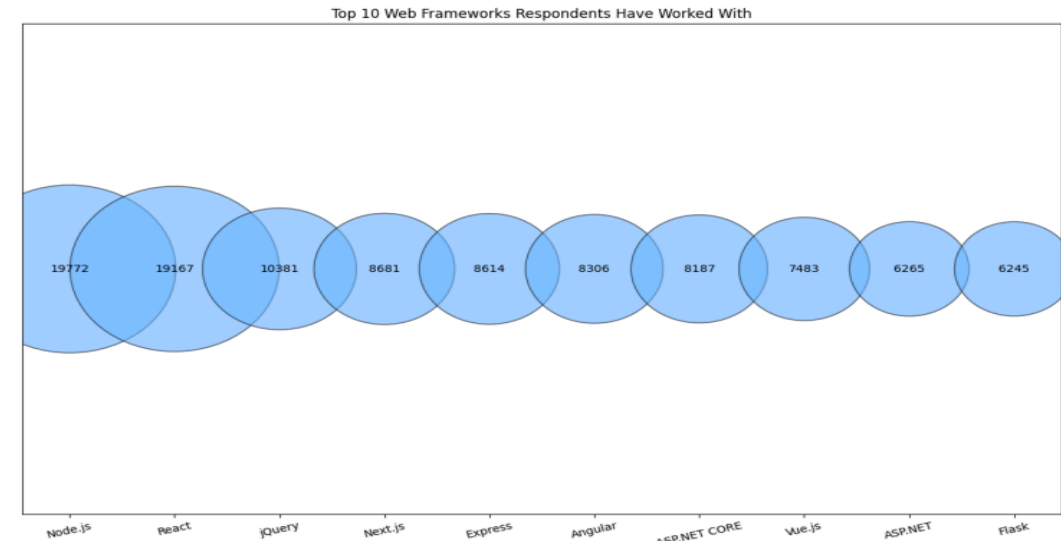 Top 10 Web Frameworks Respondents Have Worked With
19772 19167 10381 8681 8614 8306 8187 7483 6265 6245
Node.js React jQuery Next.js Express Angular ASP.NET CORE Vue.js ASP.NET Flask